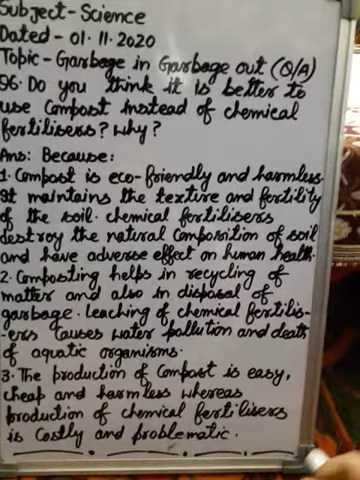 Subject-Science
Dated - 01.11.2020
Topic - Garbage in Garbage out (Q/A)
Q6. Do you think it is better to
use Compost instead of chemical
fertilisers? why?
Ans: Because:
1. Compost is eco-friendly and harmless.
It maintains the texture and fertility
of the soil. chemical fertilisers
destroy the natural composition of soil
and have adverse effect on human health.
2. Composting helps in recycling of
matter and also in disposal of
garbage. Leaching of chemical fertilis-
-ers causes water pollution and death
of aquatic organisms.
3. The production of Compost is easy,
cheap and harmless whereas
production of chemical fertilisers
is Costly and problematic.